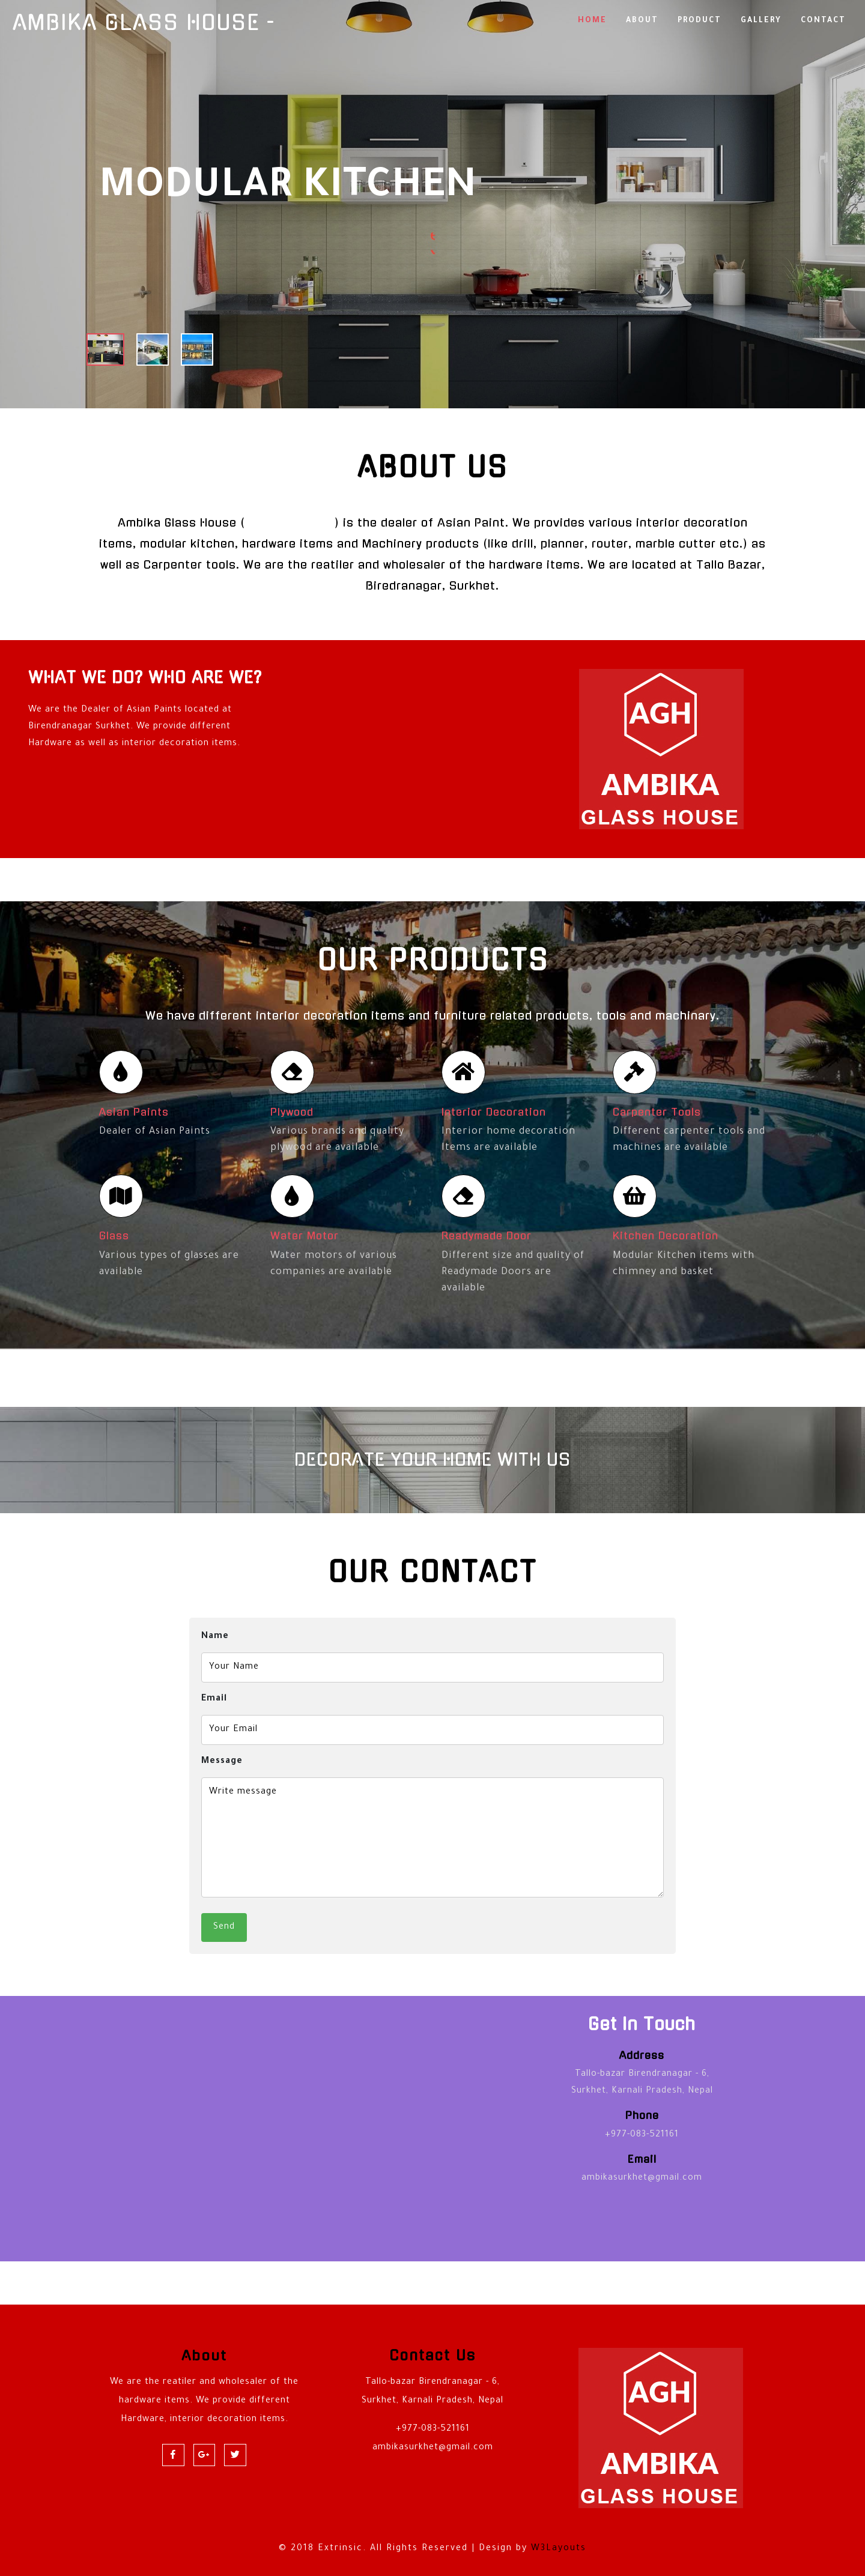 AMBIKA GLASS HOUSE -
HOME
ABOUT
PRODUCT
GALLERY
CONTACT
MODULAR KITCHEN
ABOUT US
Ambika Glass House ( ) is the dealer of Asian Paint. We provides various interior decoration
items, modular kitchen, hardware items and Machinery products (like drill, planner, router, marble cutter etc.) as
well as Carpenter tools. We are the reatiler and wholesaler of the hardware items. We are located at Tallo Bazar,
Biredranagar, Surkhet.
WHAT WE DO? WHO ARE WE?
We are the Dealer of Asian Paints located at
Birendranagar Surkhet. We provide different
Hardware as well as interior decoration items.
AGH
AMBIKA
GLASS HOUSE
OUR PRODUCTS
We have different interior decoration items and furniture related products, tools and machinary.
Asian Paints
Dealer of Asian Paints
Plywood
Various brands and quality
plywood are available
Interior Decoration
Interior home decoration
Items are available
Carpenter Tools
Different carpenter tools and
machines are available
Glass
Various types of glasses are
available
Water Motor
Water motors of various
companies are available
Readymade Door
Different size and quality of
Readymade Doors are
available
Kitchen Decoration
Modular Kitchen items with
chimney and basket
DECORATE YOUR HOME WITH US
OUR CONTACT
Name
Your Name
Email
Your Email
Message
Write message
Send
Get In Touch
Address
Tallo-bazar Birendranagar - 6,
Surkhet, Karnali Pradesh, Nepal
Phone
+977-083-521161
Email
ambikasurkhet@gmail.com
About
We are the reatiler and wholesaler of the
hardware items. We provide different
Hardware, interior decoration items.
Contact Us
Tallo-bazar Birendranagar - 6,
Surkhet, Karnali Pradesh, Nepal
+977-083-521161
ambikasurkhet@gmail.com
AGH
AMBIKA
GLASS HOUSE
© 2018 Extrinsic. All Rights Reserved | Design by W3Layouts